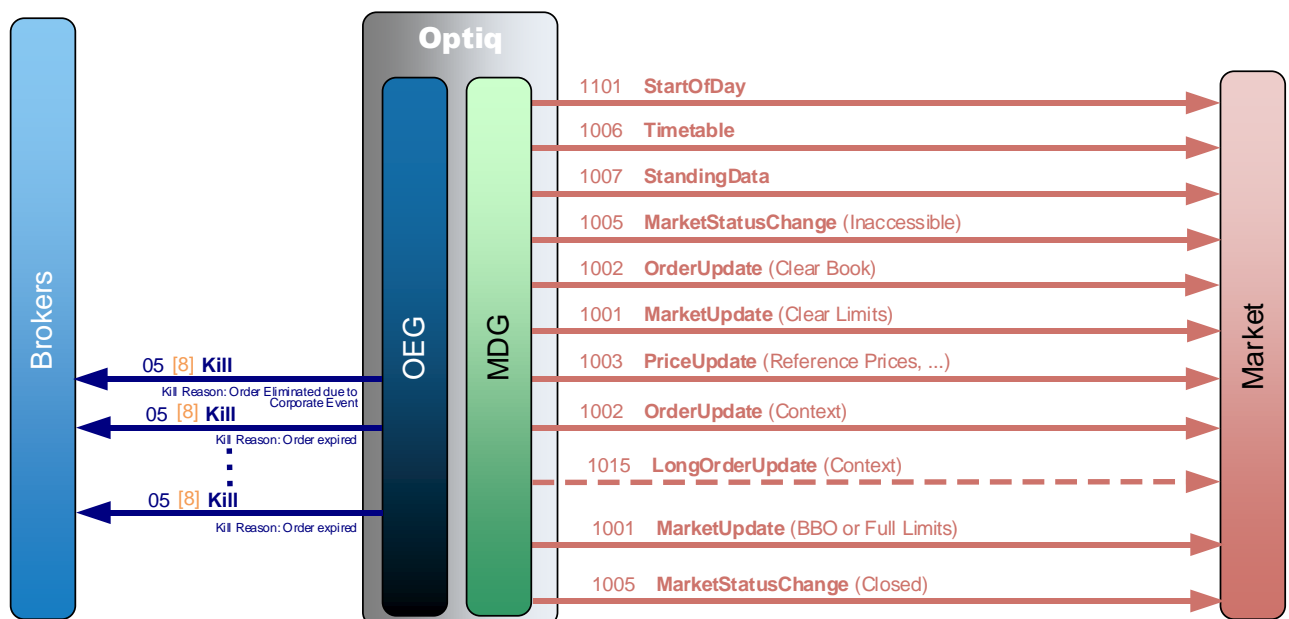 Optiq
Brokers
OEG
MDG
Market
1101 StartOfDay
1006 Timetable
1007 StandingData
1005 MarketStatusChange (Inaccessible)
1002 OrderUpdate (Clear Book)
1001 MarketUpdate (Clear Limits)
1003 PriceUpdate (Reference Prices, ...)
1002 OrderUpdate (Context)
1015 LongOrderUpdate (Context)
1001 MarketUpdate (BBO or Full Limits)
1005 MarketStatusChange (Closed)
05 [8] Kill
Kill Reason: Order Eliminated due to
Corporate Event
05 [8] Kill
Kill Reason: Order expired
05 [8] Kill
Kill Reason: Order expired